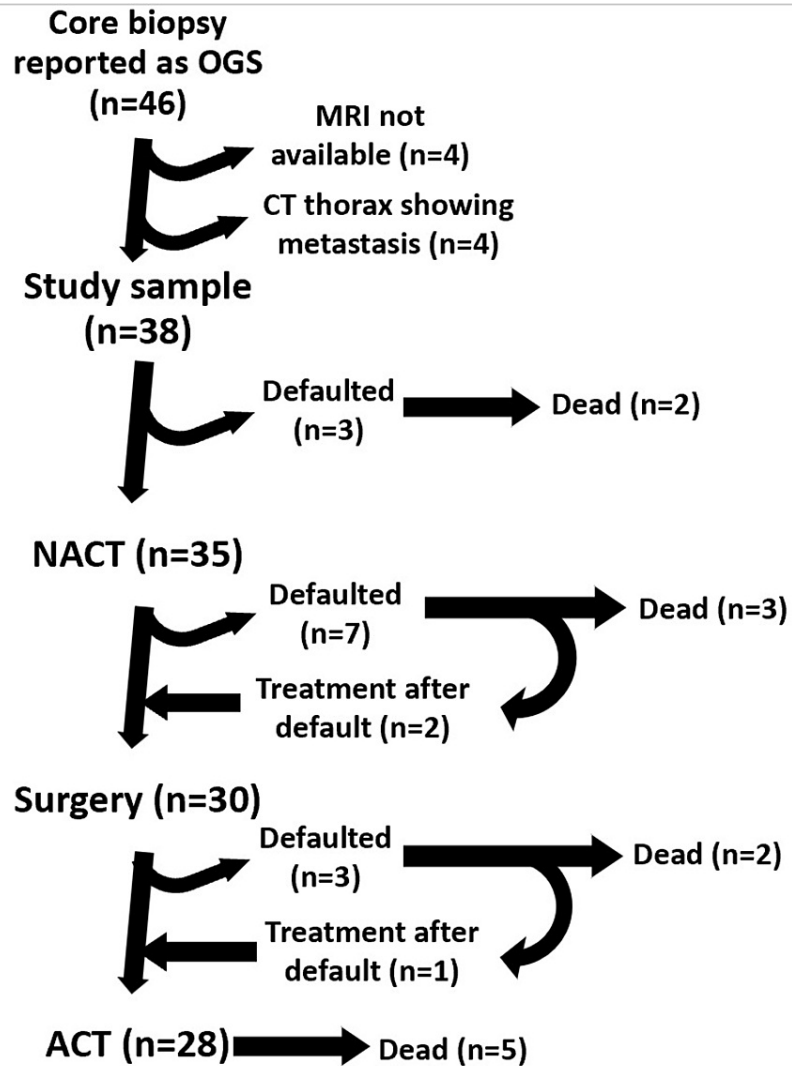 Core biopsy
reported as OGS
(n=46)
MRI not
available (n=4)
CT thorax showing
metastasis (n=4)
Study sample
(n=38)
Defaulted
(n=3)
Dead (n=2)
NACT (n=35)
Defaulted
(n=7)
Dead (n=3)
Treatment after
default (n=2)
Surgery (n=30)
Defaulted
(n=3)
Dead (n=2)
Treatment after
default (n=1)
ACT (n=28)
Dead (n=5)